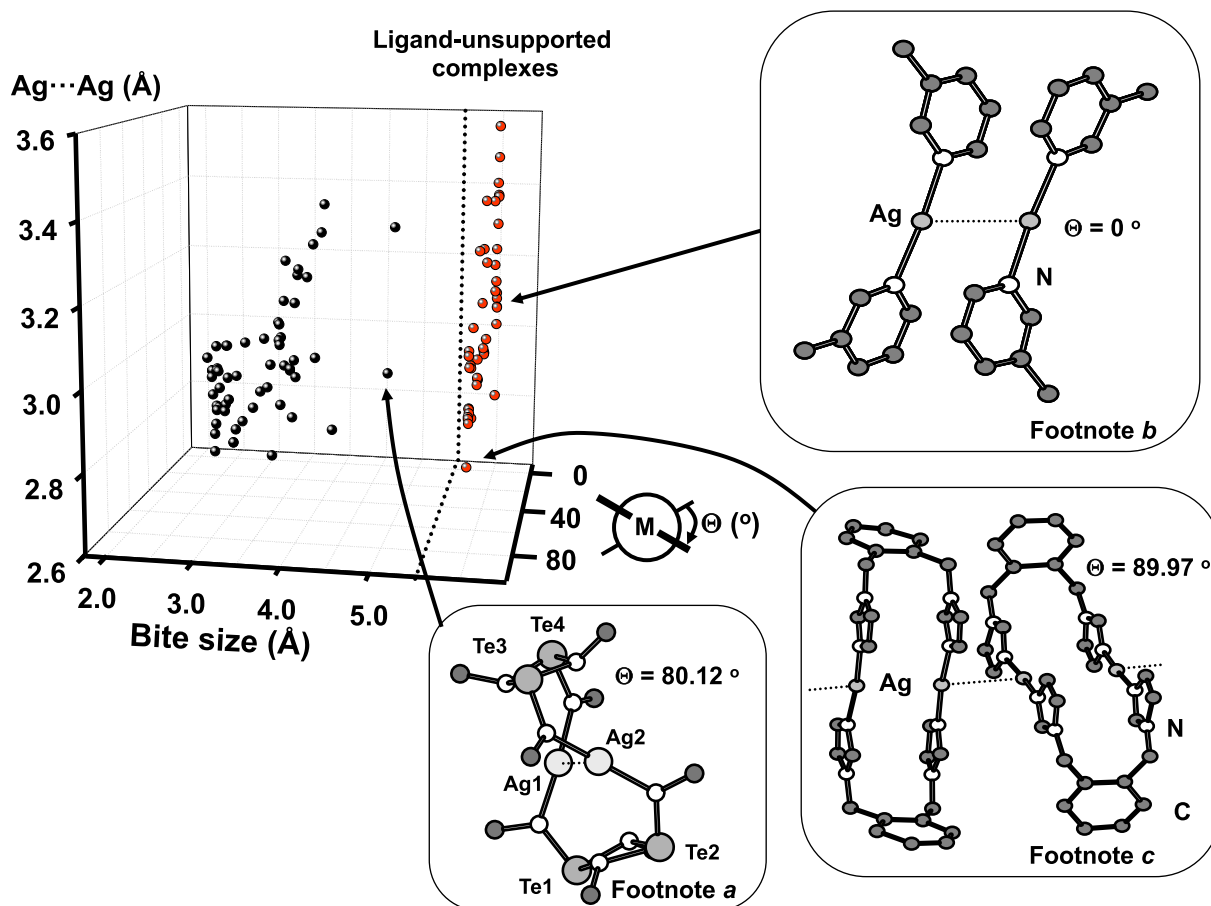 Ligand-unsupported
complexes
Ag···Ag (Å)
3.6
3.4
3.2
3.0
2.8
2.6
2.0
3.0
4.0
5.0
Bite size (Å)
0
40
80
M
Θ (º)
Ag
Θ = 0 º
N
Footnote b
Te4
Te3
Θ = 80.12 º
Ag2
Ag1
Te2
Te1
Footnote a
Θ = 89.97 º
Ag
N
C
Footnote c